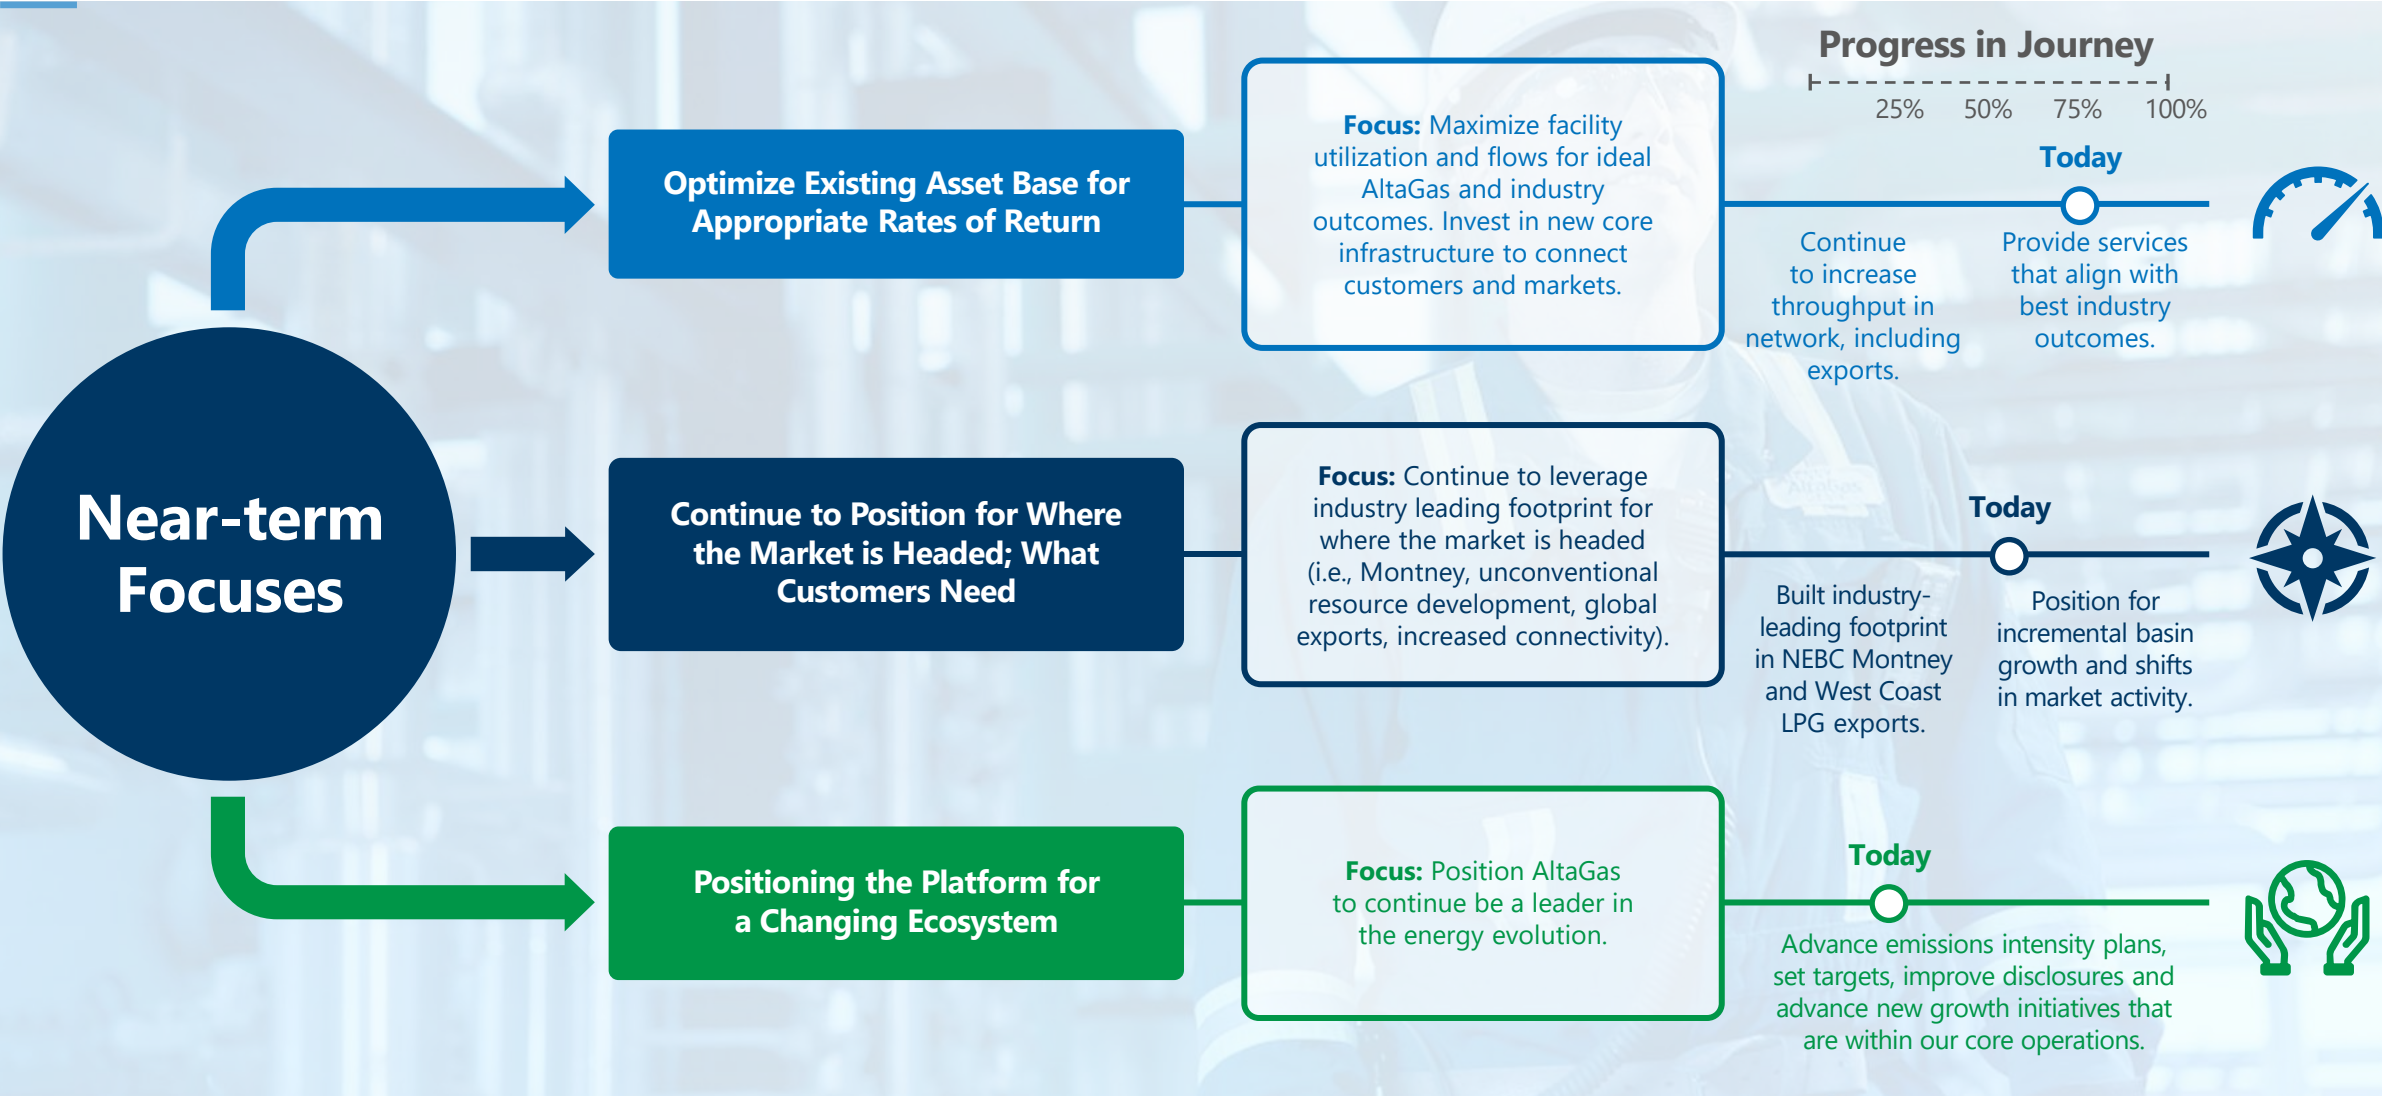 Near-term
Focuses
Optimize Existing Asset Base for
Appropriate Rates of Return
Focus: Maximize facility
utilization and flows for ideal
AltaGas and industry
outcomes. Invest in new core
infrastructure to connect
customers and markets.
Progress in Journey
25% 50% 75% 100%
Today
Continue
to increase
throughput in
network, including
exports.
Provide services
that align with
best industry
outcomes.
Continue to Position for Where
the Market is Headed; What
Customers Need
Focus: Continue to leverage
industry leading footprint for
where the market is headed
(i.e., Montney, unconventional
resource development, global
exports, increased connectivity).
Today
Built industry-
leading footprint
in NEBC Montney
and West Coast
LPG exports.
Position for
incremental basin
growth and shifts
in market activity.
Positioning the Platform for
a Changing Ecosystem
Focus: Position AltaGas
to continue be a leader in
the energy evolution.
Today
Advance emissions intensity plans,
set targets, improve disclosures and
advance new growth initiatives that
are within our core operations.
AltaGas